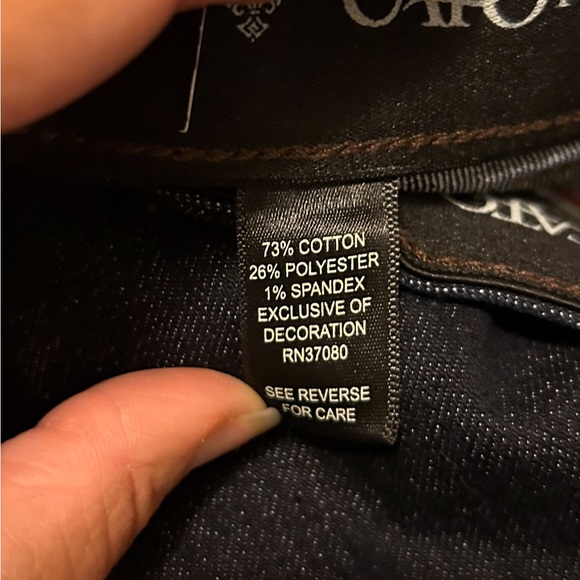 73% COTTON
26% POLYESTER
1% SPANDEX
EXCLUSIVE OF
DECORATION
RN37080
SEE REVERSE
FOR CARE